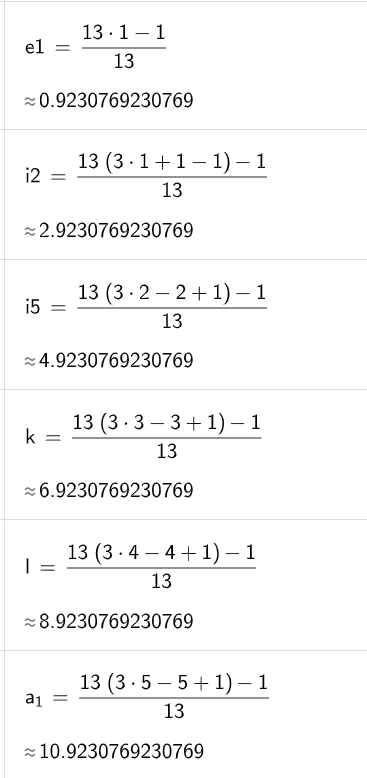 e1 = (13 · 1 − 1)/13
≈ 0.9230769230769
i2 = (13 (3 · 1 + 1 − 1) − 1)/13
≈ 2.9230769230769
i5 = (13 (3 · 2 − 2 + 1) − 1)/13
≈ 4.9230769230769
k = (13 (3 · 3 − 3 + 1) − 1)/13
≈ 6.9230769230769
l = (13 (3 · 4 − 4 + 1) − 1)/13
≈ 8.9230769230769
a₁ = (13 (3 · 5 − 5 + 1) − 1)/13
≈ 10.9230769230769